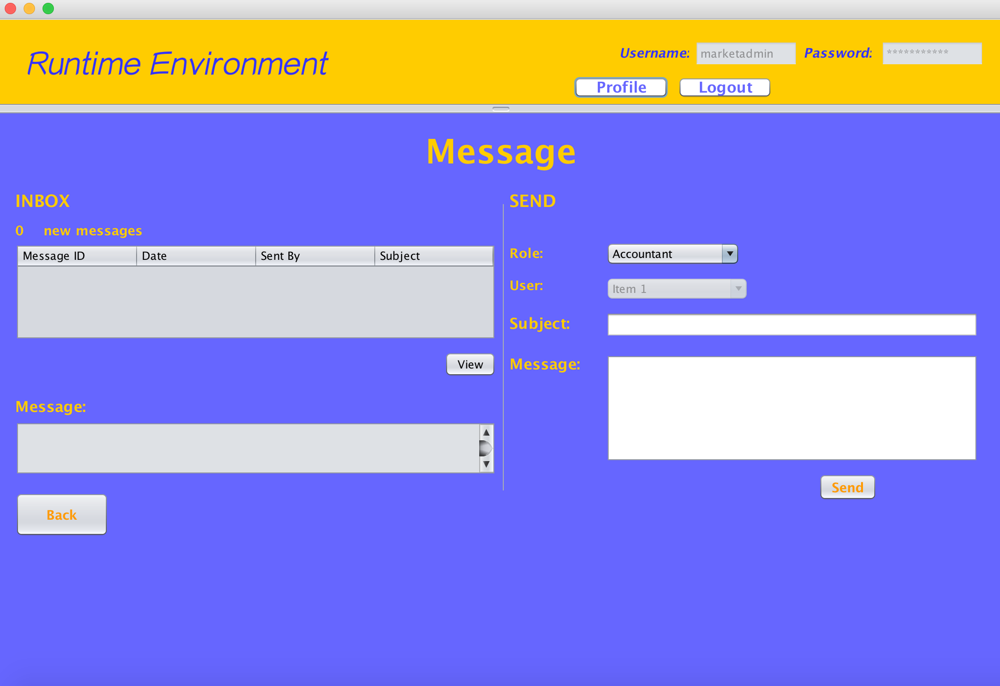 Runtime Environment
Username: marketadmin Password: ***********
Profile Logout
Message
INBOX
0 new messages
Message ID Date Sent By Subject
View
Message:
Back
SEND
Role: Accountant
User: Item 1
Subject:
Message:
Send